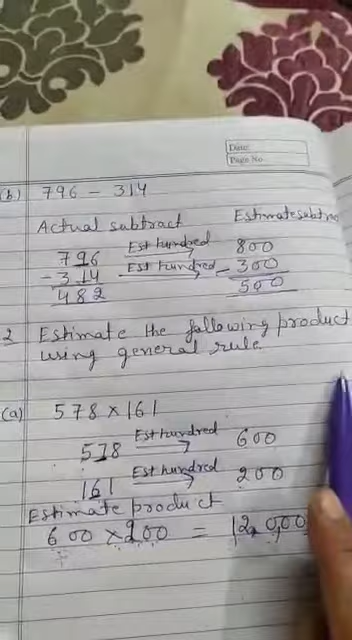 Date:
Page No.
(b.) 796 - 314
Actual subtract Estimate subtra
796 Est hundred → 800
- 314 Est hundred → - 300
482 500
2 Estimate the following product
using general rule.
(a) 578 × 161
578 Est hundred → 600
161 Est hundred → 200
Estimate product
600 × 200 = 12,000